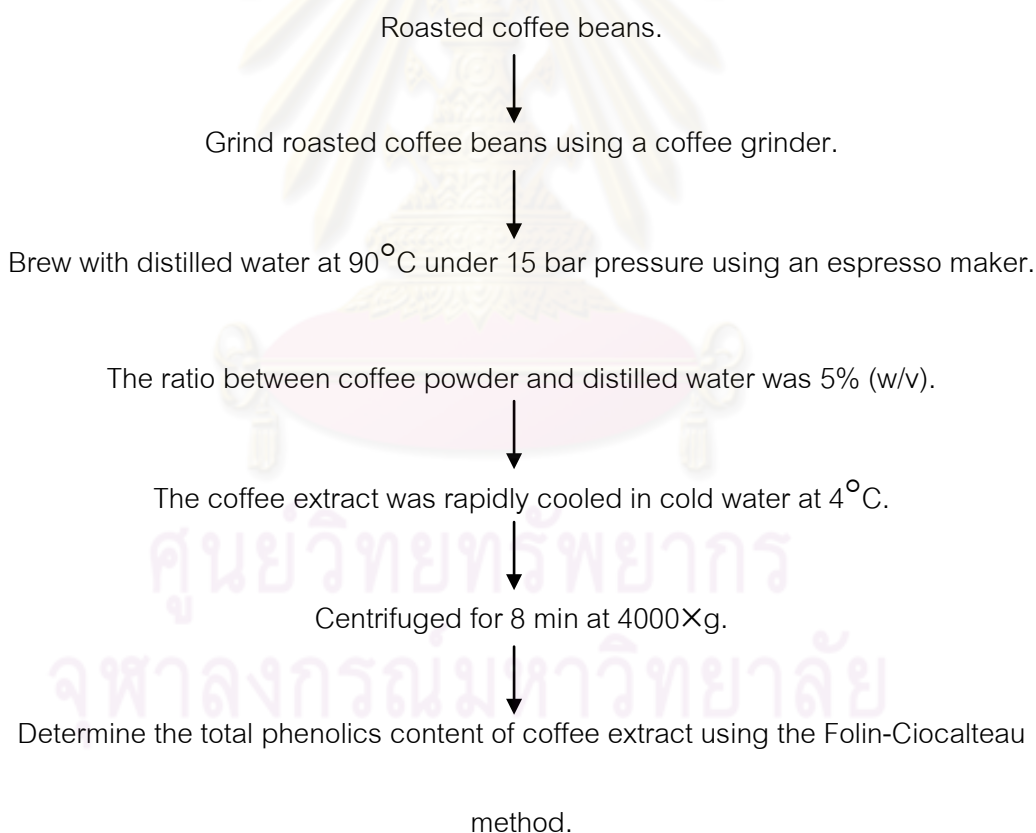 Roasted coffee beans.
Grind roasted coffee beans using a coffee grinder.
Brew with distilled water at 90°C under 15 bar pressure using an espresso maker.
The ratio between coffee powder and distilled water was 5% (w/v).
The coffee extract was rapidly cooled in cold water at 4°C.
ศูนย์วิทยทรัพยากร
Centrifuged for 8 min at 4000×g.
จุฬาลงกรณ์มหาวิทยาลัย
Determine the total phenolics content of coffee extract using the Folin-Ciocalteau
method.